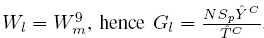 W_l = W_m^9, hence G_l = \frac{N S_p \hat{Y}^C}{\hat{T}^C}.